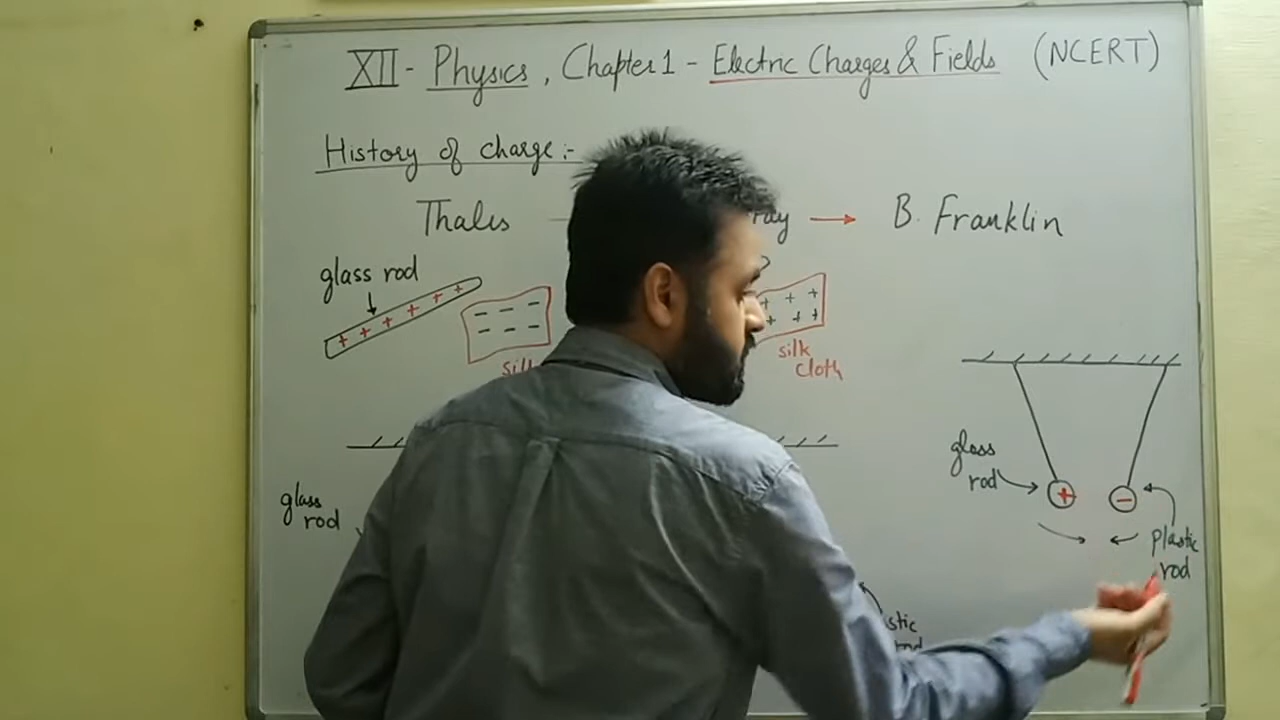 XII - Physics, Chapter 1 - Electric Charges & Fields (NCERT)
History of charge :-
Thales → B. Franklin
glass rod
+ + + + + +
- - -
- - -
+ + +
+ + +
silk
cloth
glass
rod
+ -
plastic
rod
glass
rod